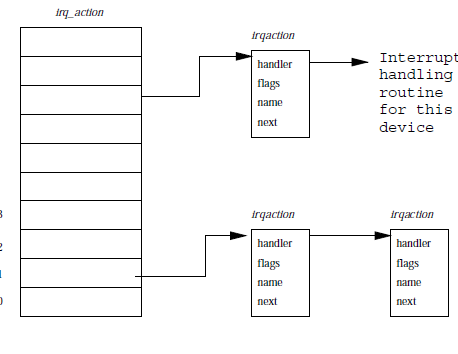 irq_action
irqaction
handler
flags
name
next
Interrupt
handling
routine
for this
device
3
2
1
0
irqaction
handler
flags
name
next
irqaction
handler
flags
name
next